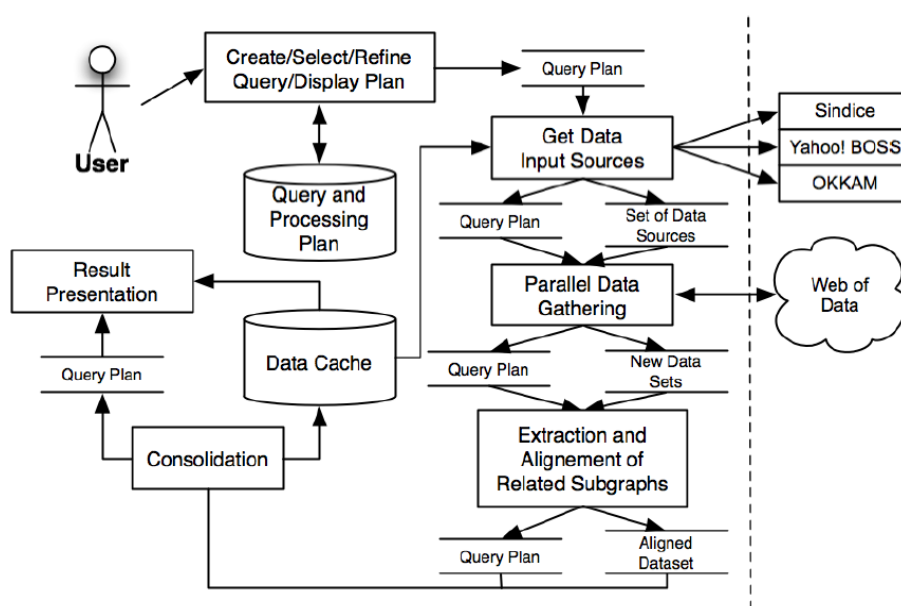 Create/Select/Refine
Query/Display Plan
Query Plan
User
Sindice
Yahoo! BOSS
OKKAM
Get Data
Input Sources
Query and
Processing
Plan
Query Plan
Set of Data
Sources
Result
Presentation
Parallel Data
Gathering
Web of
Data
Data Cache
Query Plan
Query Plan
New Data
Sets
Consolidation
Extraction and
Alignement of
Related Subgraphs
Query Plan
Aligned
Dataset